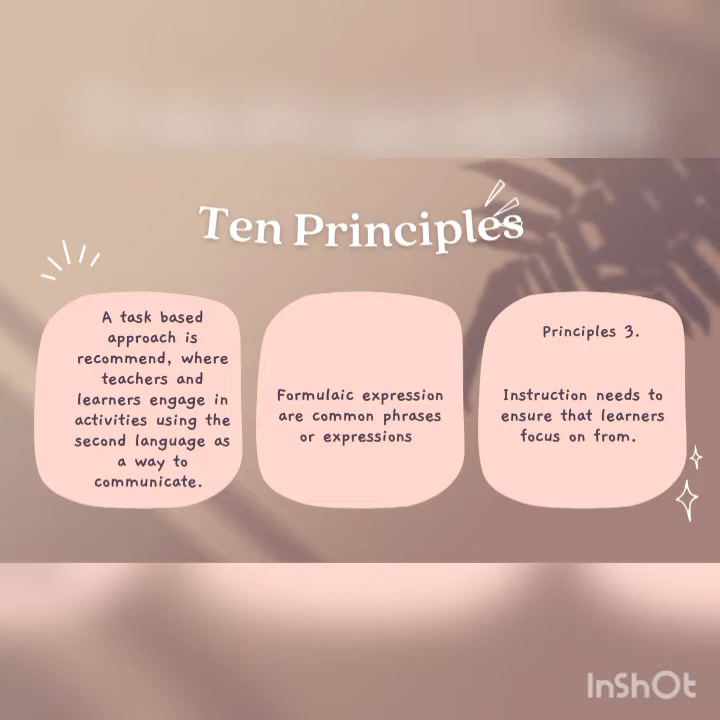 Ten Principles
A task based
approach is
recommend, where
teachers and
learners engage in
activities using the
second language as
a way to
communicate.
Formulaic expression
are common phrases
or expressions
Principles 3.
Instruction needs to
ensure that learners
focus on from.
InShOt